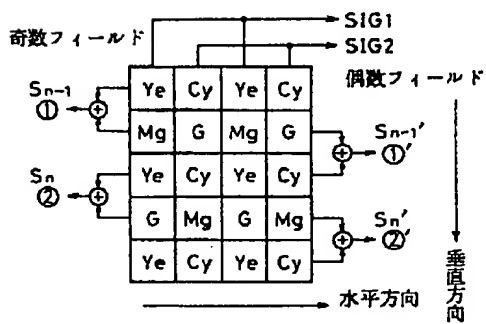 奇数フィールド
SIG1
SIG2
偶数フィールド
Sn-1
①
Ye Cy Ye Cy
Mg G Mg G
Sn-1′
①′
Sn
②
Ye Cy Ye Cy
G Mg G Mg
Sn′
②′
Ye Cy Ye Cy
垂直方向
水平方向